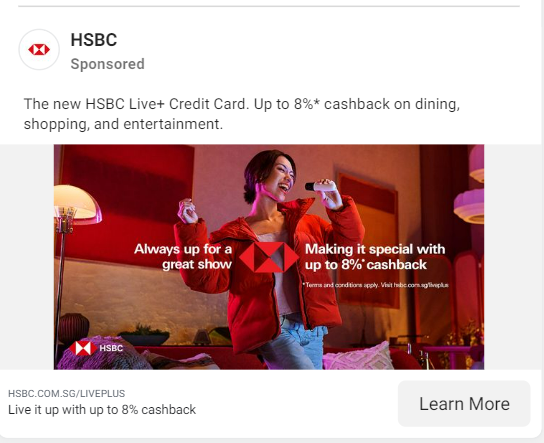 HSBC
Sponsored
The new HSBC Live+ Credit Card. Up to 8%* cashback on dining,
shopping, and entertainment.
Always up for a
great show
Making it special with
up to 8%* cashback
*Terms and conditions apply. Visit hsbc.com.sg/liveplus
HSBC
HSBC.COM.SG/LIVEPLUS
Live it up with up to 8% cashback
Learn More